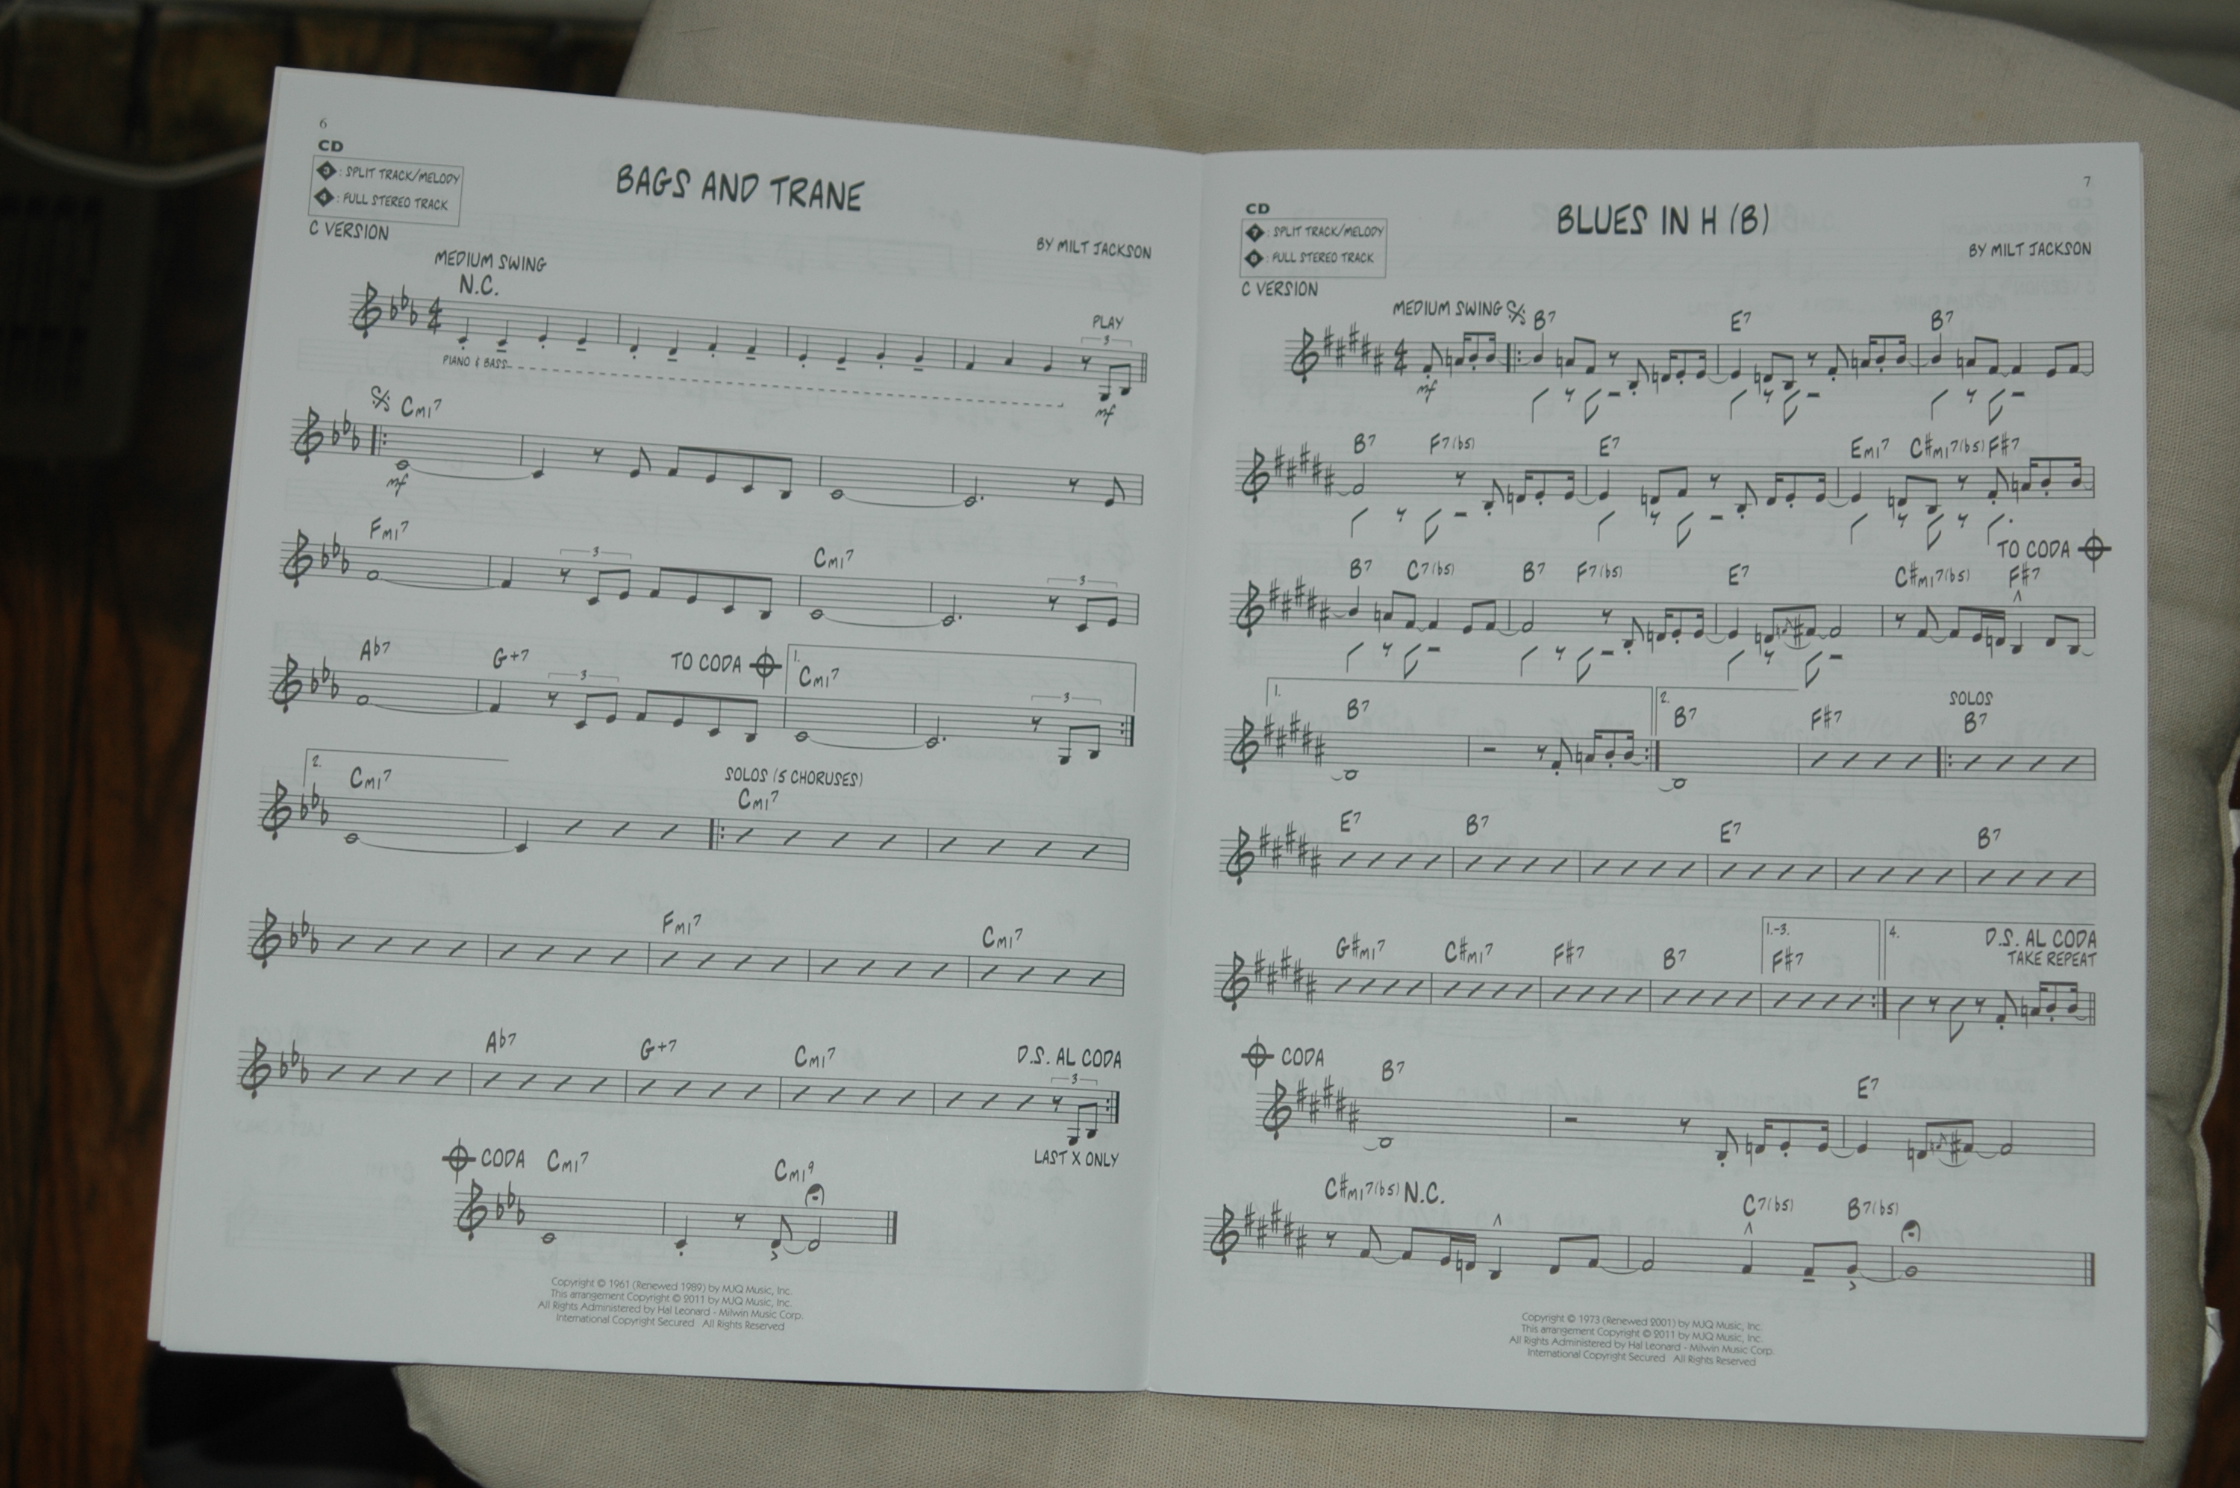 6
CD
3 : SPLIT TRACK/MELODY
4 : FULL STEREO TRACK
C VERSION
BAGS AND TRANE
BY MILT JACKSON
MEDIUM SWING
N.C.
PLAY
3
PIANO & BASS
mf
Cmi7
mf
Fmi7 3 Cmi7 3
Ab7 G+7 3 TO CODA 1. Cmi7 3
2. Cmi7 SOLOS (5 CHORUSES) Cmi7
Fmi7 Cmi7
Ab7 G+7 Cmi7 D.S. AL CODA
3
LAST X ONLY
CODA Cmi7 Cmi9
Copyright © 1961 (Renewed 1989) by MJQ Music, Inc.
This arrangement Copyright © 2011 by MJQ Music, Inc.
All Rights Administered by Hal Leonard - Milwin Music Corp.
International Copyright Secured All Rights Reserved
7
CD
7 : SPLIT TRACK/MELODY
8 : FULL STEREO TRACK
C VERSION
BLUES IN H (B)
BY MILT JACKSON
MEDIUM SWING B7 E7 B7
mf
B7 F7(b5) E7 Emi7 C#mi7(b5) F#7
TO CODA
B7 C7(b5) B7 F7(b5) E7 C#mi7(b5) F#7
1. B7 2. B7 F#7 SOLOS B7
E7 B7 E7 B7
G#mi7 C#mi7 F#7 B7 1.-3. F#7 4. D.S. AL CODA
TAKE REPEAT
CODA B7 E7
C#mi7(b5) N.C. C7(b5) B7(b5)
Copyright © 1973 (Renewed 2001) by MJQ Music, Inc.
This arrangement Copyright © 2011 by MJQ Music, Inc.
All Rights Administered by Hal Leonard - Milwin Music Corp.
International Copyright Secured All Rights Reserved